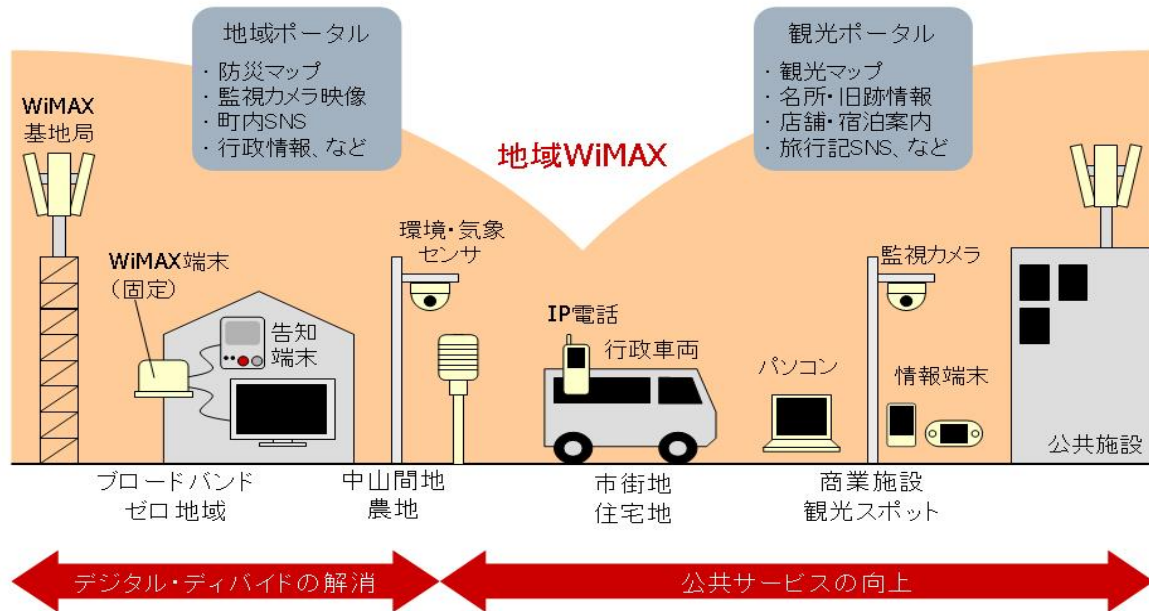 地域ポータル
・防災マップ
・監視カメラ映像
・町内SNS
・行政情報、など
観光ポータル
・観光マップ
・名所・旧跡情報
・店舗・宿泊案内
・旅行記SNS、など
WiMAX
基地局
地域WiMAX
環境・気象
センサ
監視カメラ
WiMAX端末
(固定)
告知
端末
IP電話
行政車両
パソコン
情報端末
公共施設
ブロードバンド
ゼロ地域
中山間地
農地
市街地
住宅地
商業施設
観光スポット
デジタル・ディバイドの解消
公共サービスの向上